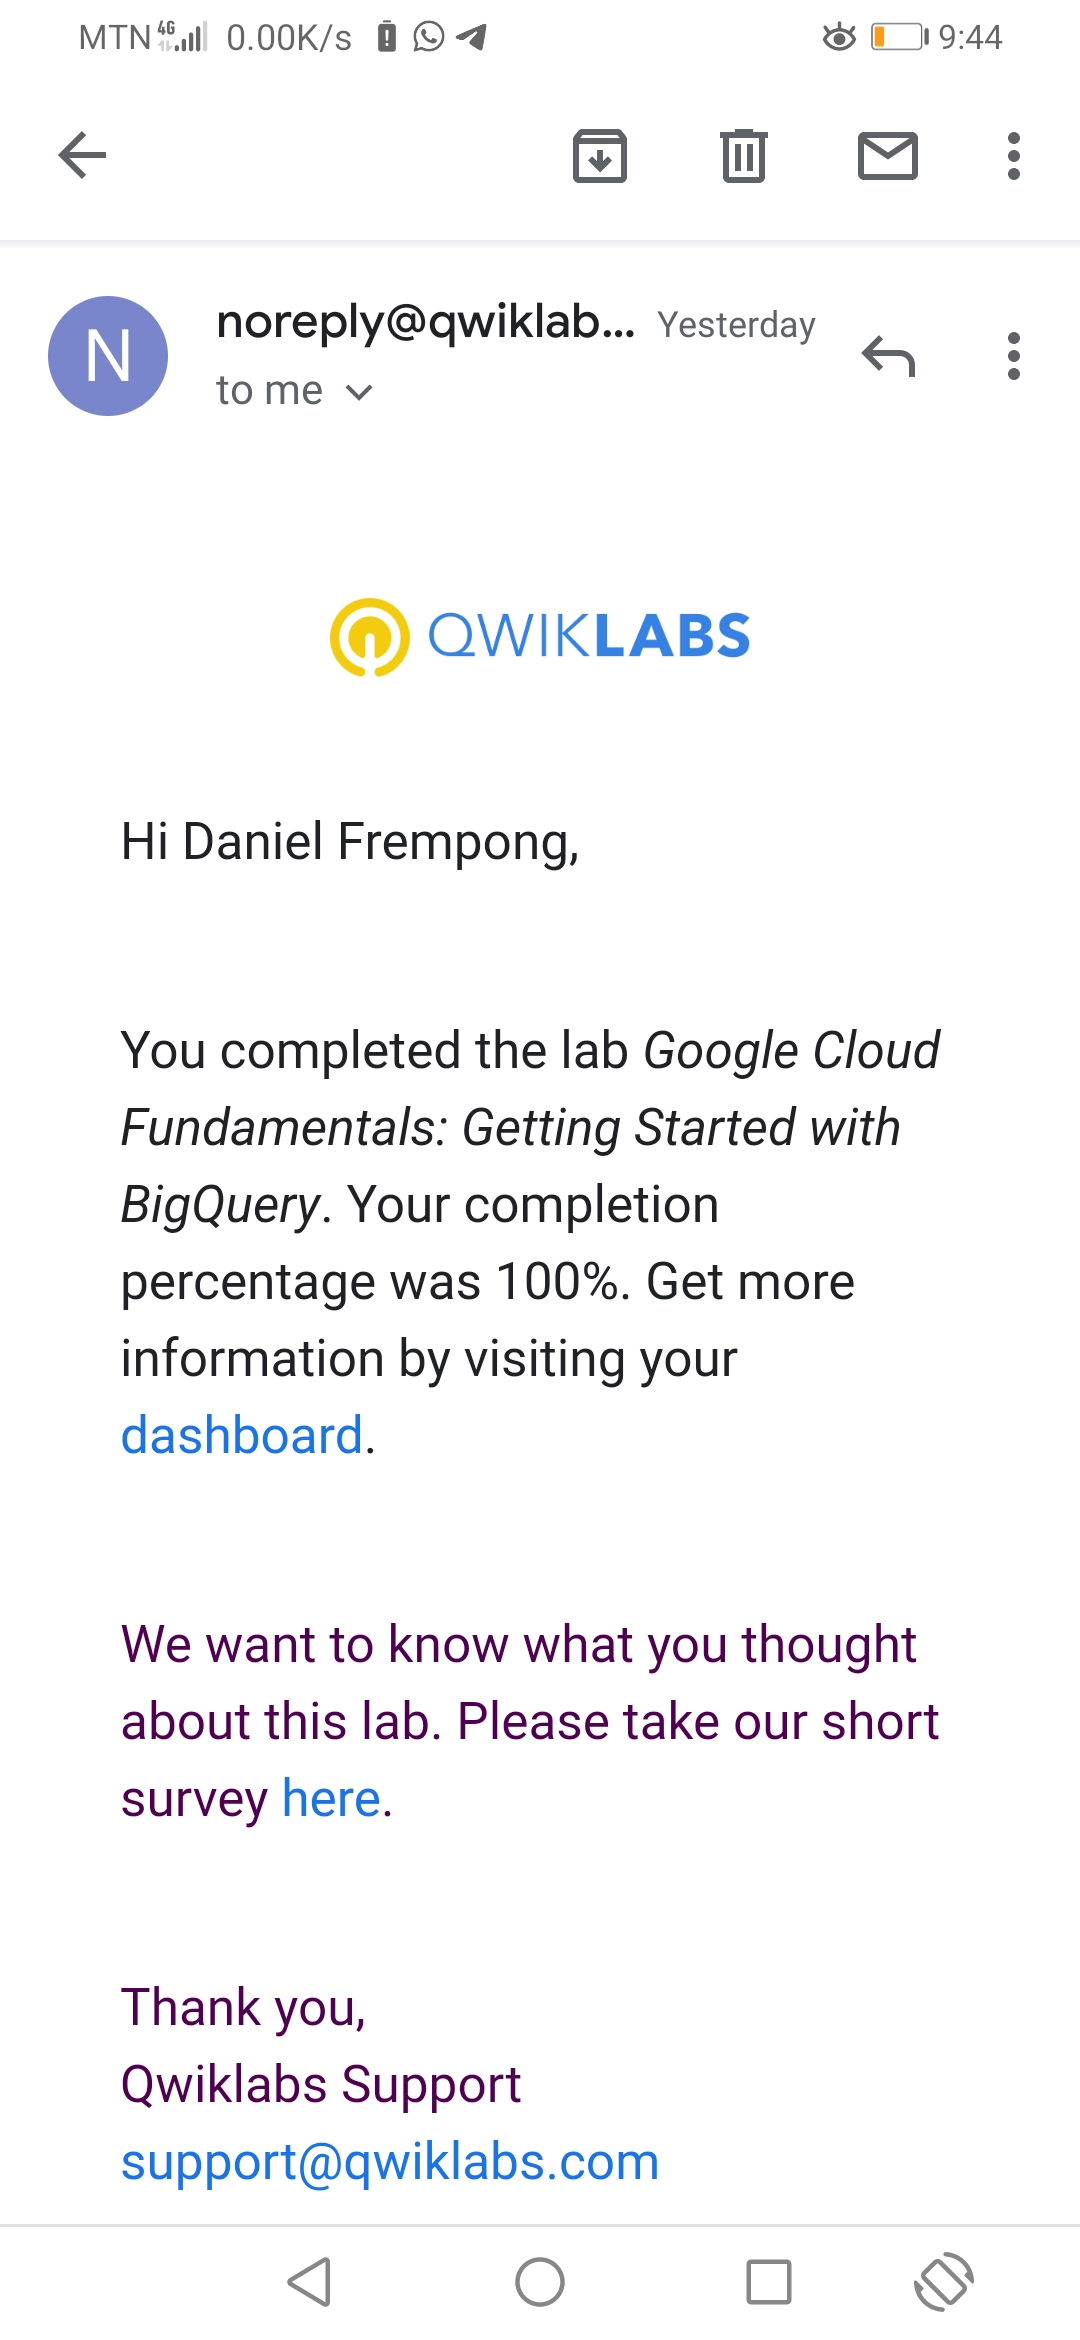 MTN 4G 0.00K/s 9:44
noreply@qwiklab... Yesterday
N
to me
QWIKLABS
Hi Daniel Frempong,
You completed the lab Google Cloud
Fundamentals: Getting Started with
BigQuery. Your completion
percentage was 100%. Get more
information by visiting your
dashboard.
We want to know what you thought
about this lab. Please take our short
survey here.
Thank you,
Qwiklabs Support
support@qwiklabs.com